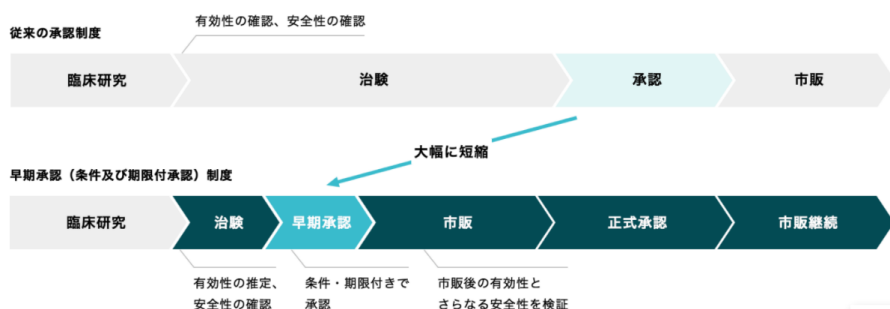 有効性の確認、安全性の確認
従来の承認制度
臨床研究
治験
承認
市販
大幅に短縮
早期承認（条件及び期限付承認）制度
臨床研究
治験
早期承認
市販
正式承認
市販継続
有効性の推定、
安全性の確認
条件・期限付きで
承認
市販後の有効性と
さらなる安全性を検証